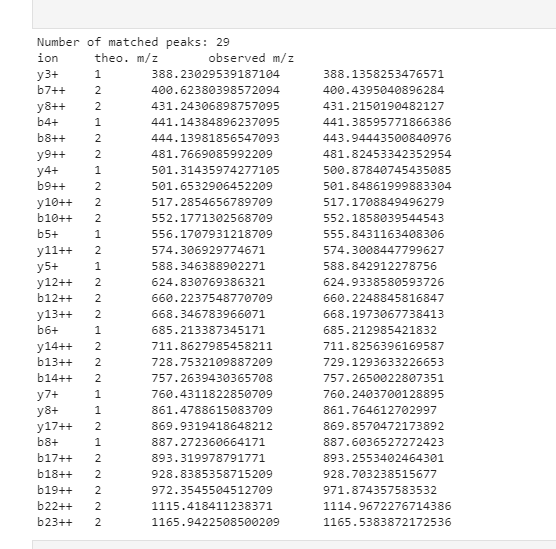 Number of matched peaks: 29
ion theo. m/z observed m/z
y3+ 1 388.23029539187104 388.1358253476571
b7++ 2 400.62380398572094 400.4395040896284
y8++ 2 431.24306898757095 431.2150190482127
b4+ 1 441.14384896237095 441.38595771866386
b8++ 2 444.13981856547093 443.94443500840976
y9++ 2 481.7669085992209 481.82453342352954
y4+ 1 501.31435974277105 500.87840745435085
b9++ 2 501.6532906452209 501.84861999883304
y10++ 2 517.2854656789709 517.1708849496279
b10++ 2 552.1771302568709 552.1858039544543
b5+ 1 556.1707931218709 555.8431163408306
y11++ 2 574.306929774671 574.3008447799627
y5+ 1 588.346388902271 588.842912278756
y12++ 2 624.830769386321 624.9338580593726
b12++ 2 660.2237548770709 660.2248845816847
y13++ 2 668.346783966071 668.1973067738413
b6+ 1 685.213387345171 685.212985421832
y14++ 2 711.8627985458211 711.8256396169587
b13++ 2 728.7532109887209 729.1293633226653
b14++ 2 757.2639430365708 757.2650022807351
y7+ 1 760.4311822850709 760.2403700128895
y8+ 1 861.4788615083709 861.764612702997
y17++ 2 869.9319418648212 869.8570472173892
b8+ 1 887.272360664171 887.6036527272423
b17++ 2 893.319978791771 893.2553402464301
b18++ 2 928.8385358715209 928.703238515677
b19++ 2 972.3545504512709 971.874357583532
b22++ 2 1115.418411238371 1114.9672276714386
b23++ 2 1165.9422508500209 1165.5383872172536